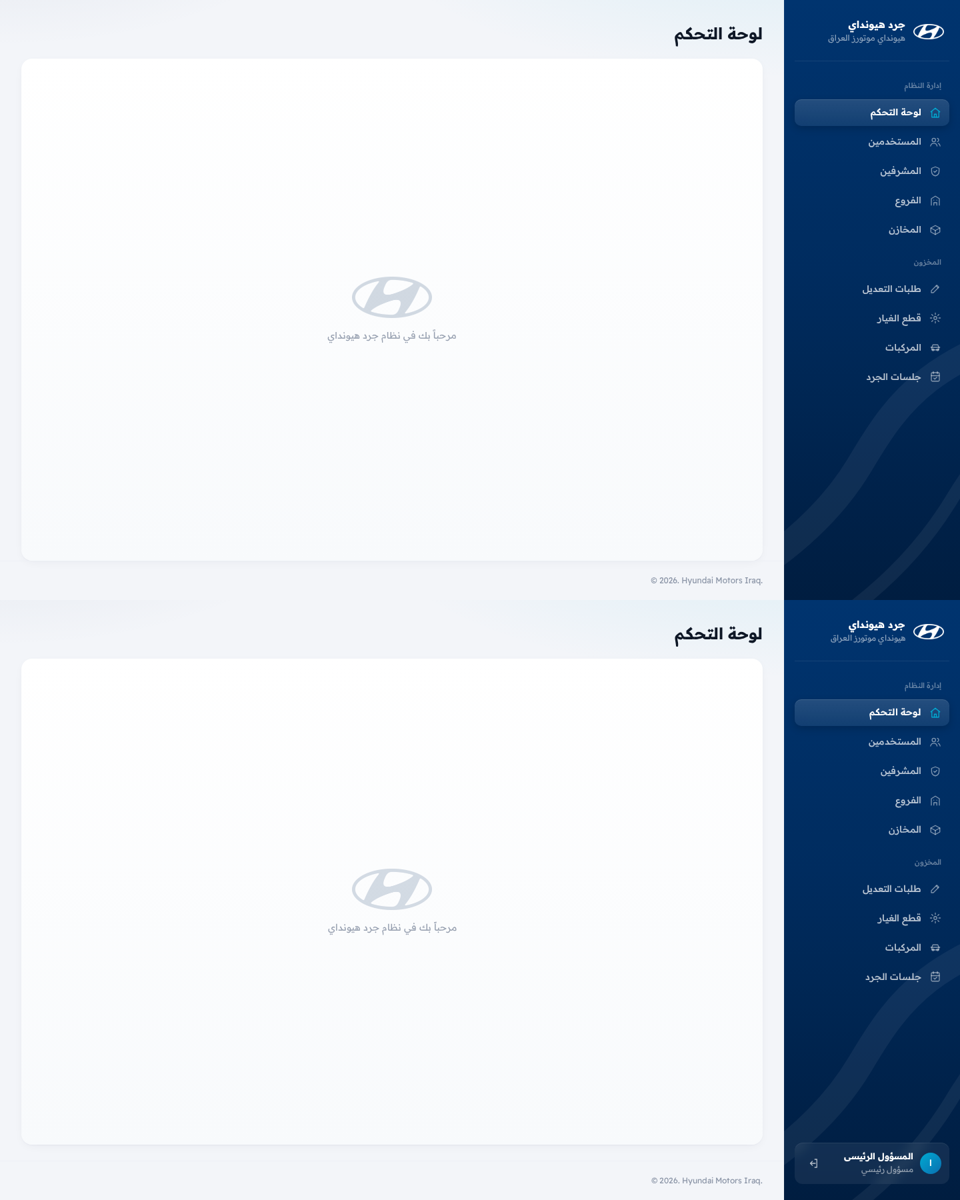 جرد هيونداي
هيونداي موتورز العراق
إدارة النظام
لوحة التحكم
المستخدمين
المشرفين
الفروع
المخازن
المخزون
طلبات التعديل
قطع الغيار
المركبات
جلسات الجرد
لوحة التحكم
مرحباً بك في نظام جرد هيونداي
© 2026. Hyundai Motors Iraq.
جرد هيونداي
هيونداي موتورز العراق
إدارة النظام
لوحة التحكم
المستخدمين
المشرفين
الفروع
المخازن
المخزون
طلبات التعديل
قطع الغيار
المركبات
جلسات الجرد
ا
المسؤول الرئيسي
مسؤول رئيسي
لوحة التحكم
مرحباً بك في نظام جرد هيونداي
© 2026. Hyundai Motors Iraq.